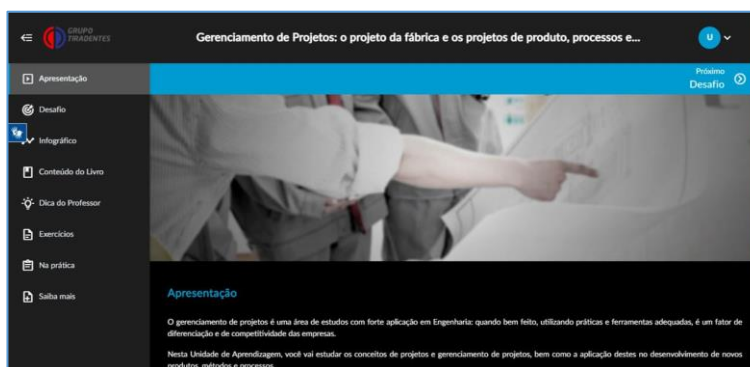 GRUPO
TIRADENTES
Gerenciamento de Projetos: o projeto da fábrica e os projetos de produto, processos e...
U
Apresentação
Próximo
Desafio
Desafio
Infográfico
Conteúdo do Livro
Dica do Professor
Exercícios
Na prática
Saiba mais
Apresentação
O gerenciamento de projetos é uma área de estudos com forte aplicação em Engenharia: quando bem feito, utilizando práticas e ferramentas adequadas, é um fator de
diferenciação e de competitividade das empresas.
Nesta Unidade de Aprendizagem, você vai estudar os conceitos de projetos e gerenciamento de projetos, bem como a aplicação destes no desenvolvimento de novos
produtos, métodos e processos.